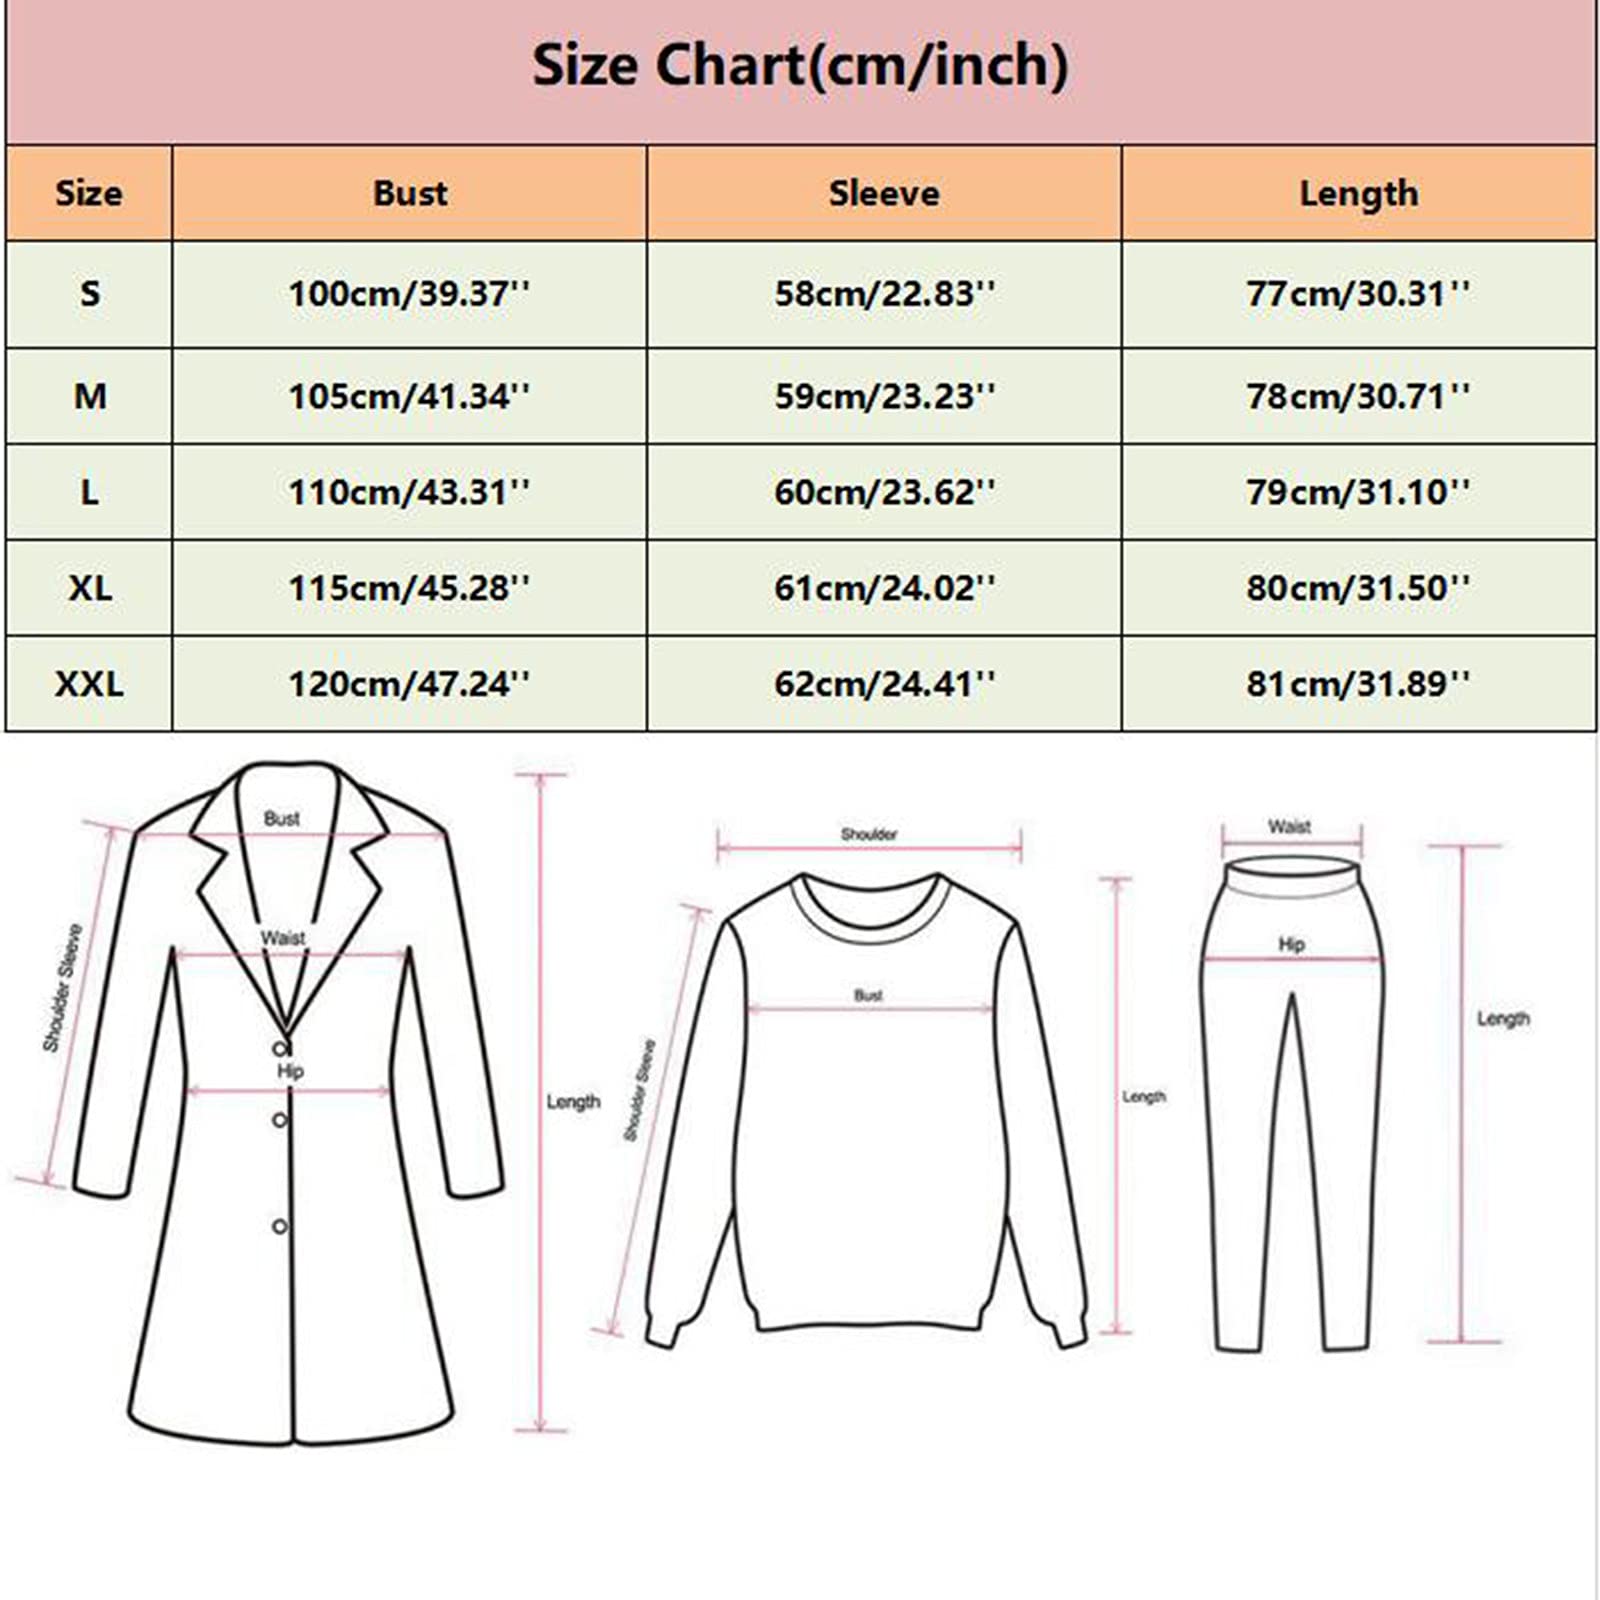 Size Chart(cm/inch)
Size Bust Sleeve Length
S 100cm/39.37'' 58cm/22.83'' 77cm/30.31''
M 105cm/41.34'' 59cm/23.23'' 78cm/30.71''
L 110cm/43.31'' 60cm/23.62'' 79cm/31.10''
XL 115cm/45.28'' 61cm/24.02'' 80cm/31.50''
XXL 120cm/47.24'' 62cm/24.41'' 81cm/31.89''
Bust
Shoulder Sleeve
Waist
Hip
Length
Shoulder
Bust
Shoulder Sleeve
Length
Waist
Hip
Length